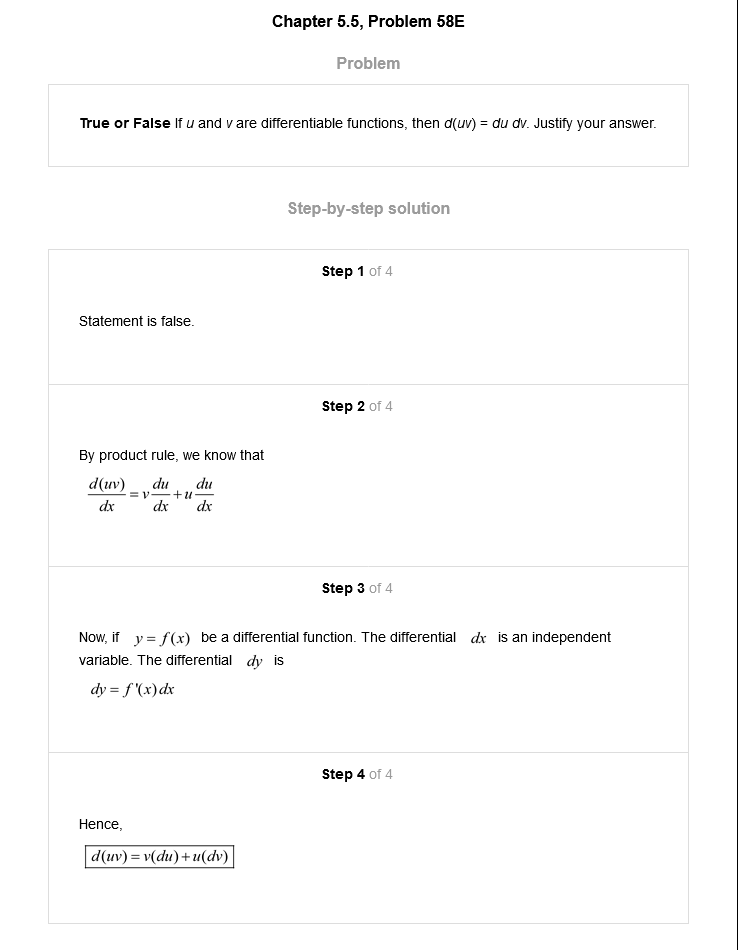 Chapter 5.5, Problem 58E
Problem
True or False If u and v are differentiable functions, then d(uv) = du dv. Justify your answer.
Step-by-step solution
Step 1 of 4
Statement is false.
Step 2 of 4
By product rule, we know that
d(uv)/dx = v du/dx + u du/dx
Step 3 of 4
Now, if y = f(x) be a differential function. The differential dx is an independent
variable. The differential dy is
dy = f'(x)dx
Step 4 of 4
Hence,
d(uv) = v(du)+u(dv)